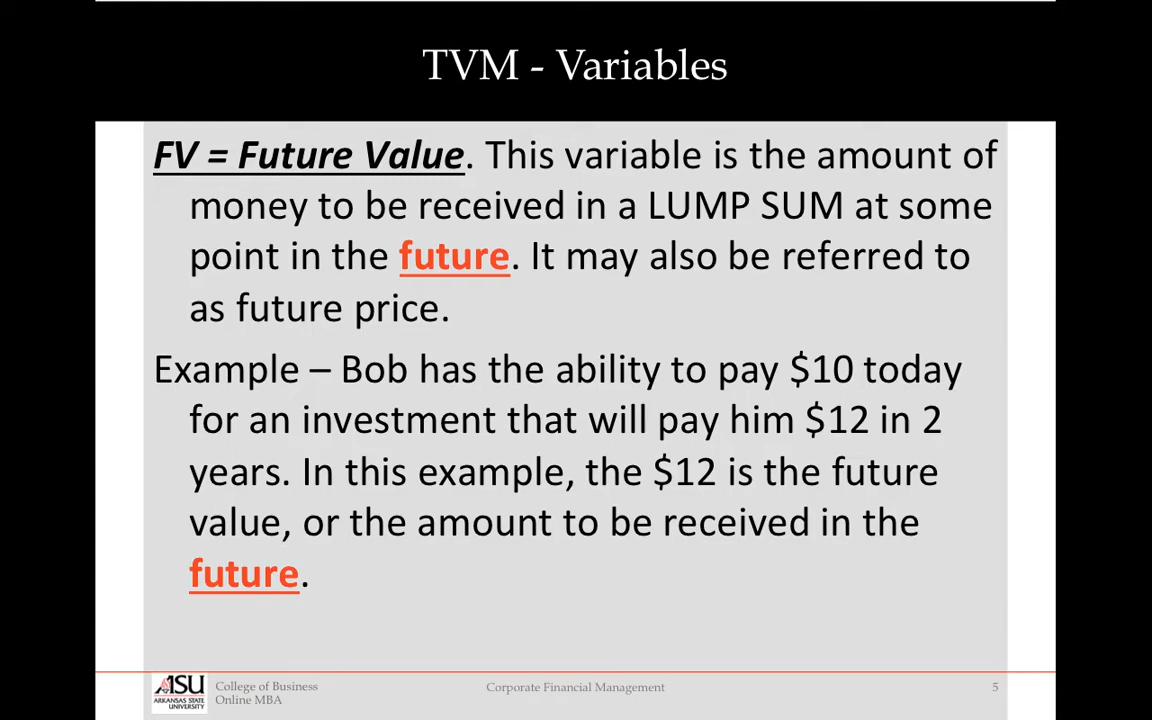 TVM - Variables
FV = Future Value. This variable is the amount of
money to be received in a LUMP SUM at some
point in the future. It may also be referred to
as future price.
Example – Bob has the ability to pay $10 today
for an investment that will pay him $12 in 2
years. In this example, the $12 is the future
value, or the amount to be received in the
future.
ASU
ARKANSAS STATE
UNIVERSITY
College of Business
Online MBA
Corporate Financial Management
5